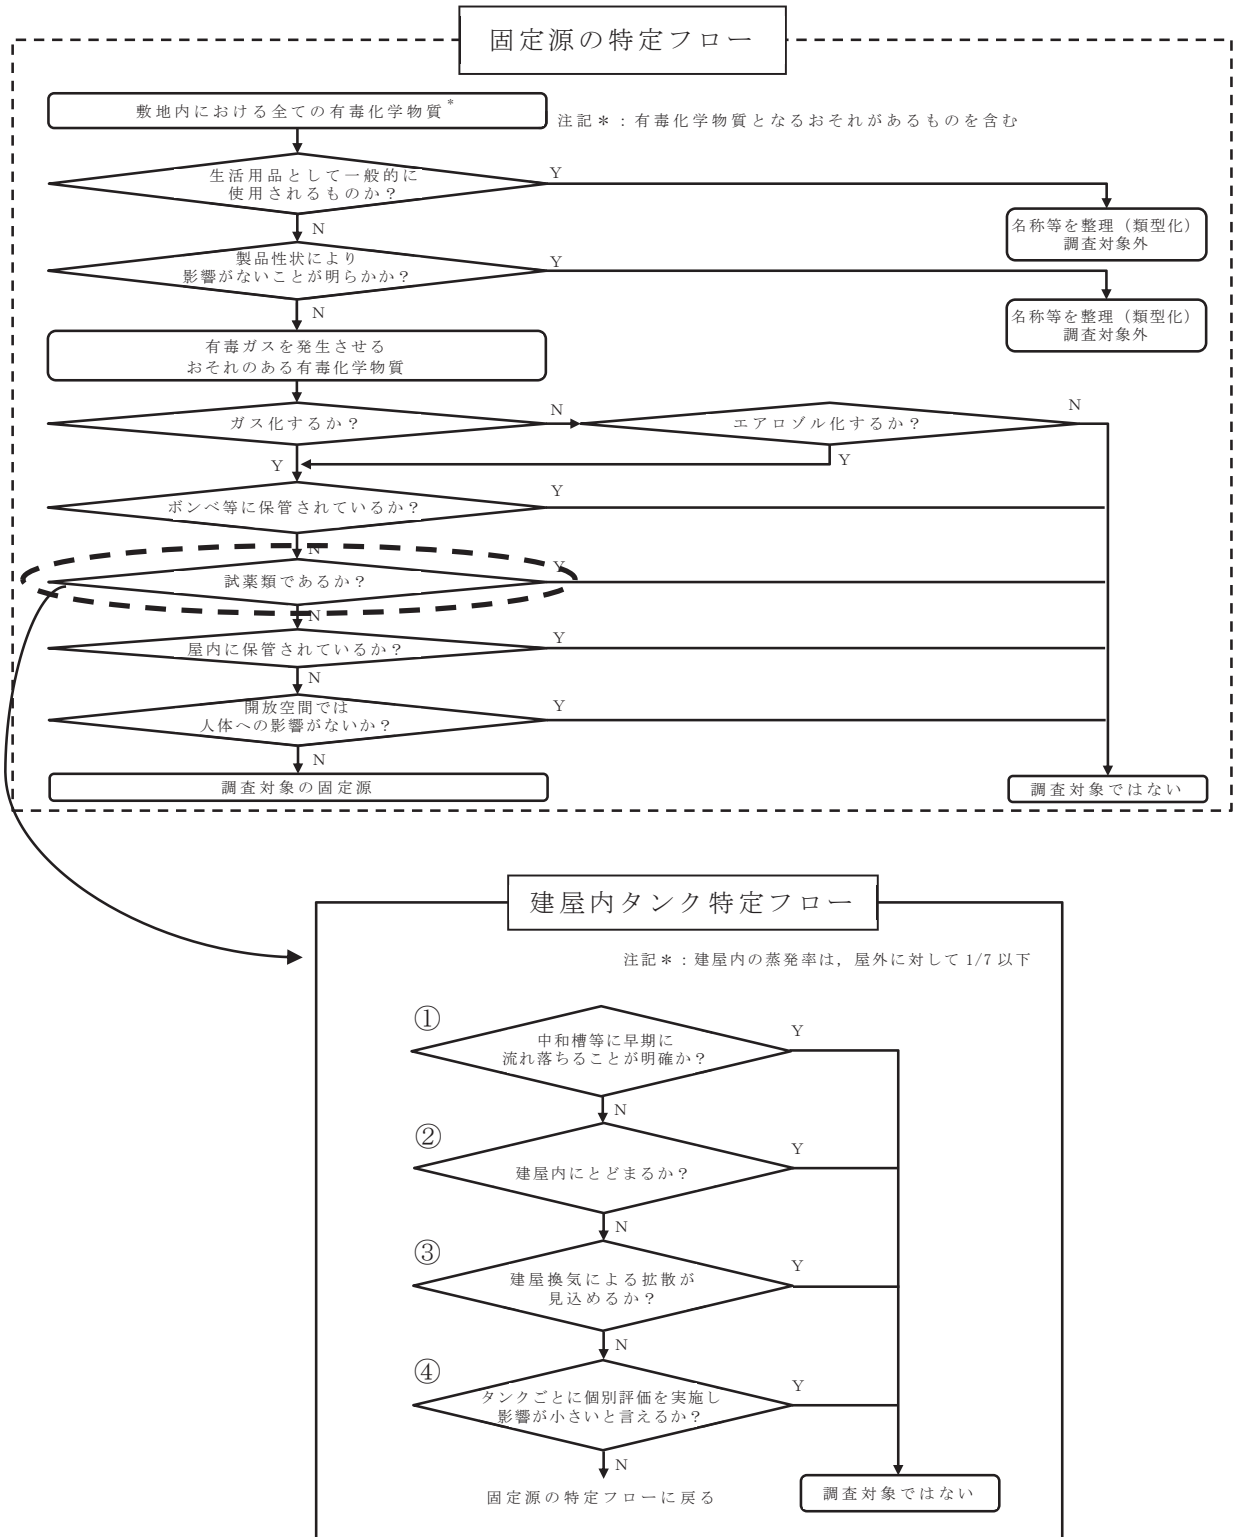 固定源の特定フロー
敷地内における全ての有毒化学物質*
注記＊：有毒化学物質となるおそれがあるものを含む
生活用品として一般的に
使用されるものか？
Y
N
名称等を整理（類型化）
調査対象外
製品性状により
影響がないことが明らかか？
Y
N
名称等を整理（類型化）
調査対象外
有毒ガスを発生させる
おそれのある有毒化学物質
ガス化するか？
N
エアロゾル化するか？
N
Y
Y
ボンベ等に保管されているか？
Y
N
試薬類であるか？
Y
N
屋内に保管されているか？
Y
N
開放空間では
人体への影響がないか？
Y
N
調査対象の固定源
調査対象ではない
建屋内タンク特定フロー
注記＊：建屋内の蒸発率は，屋外に対して 1/7 以下
①
中和槽等に早期に
流れ落ちることが明確か？
Y
N
②
建屋内にとどまるか？
Y
N
③
建屋換気による拡散が
見込めるか？
Y
N
④
タンクごとに個別評価を実施し
影響が小さいと言えるか？
Y
N
固定源の特定フローに戻る
調査対象ではない